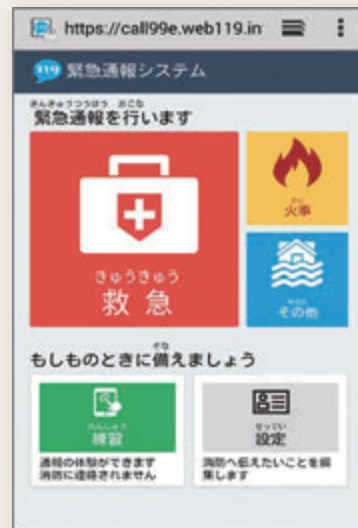 https://call99e.web119.in
119 緊急通報システム
きんきゅうつうほう おこな
緊急通報を行います
きゅうきゅう
救急
かじ
火事
その他
そな
もしものときに備えましょう
れんしゅう
練習
通報の体験ができます
消防に連絡されません
せってい
設定
消防へ伝えたいことを編
集します